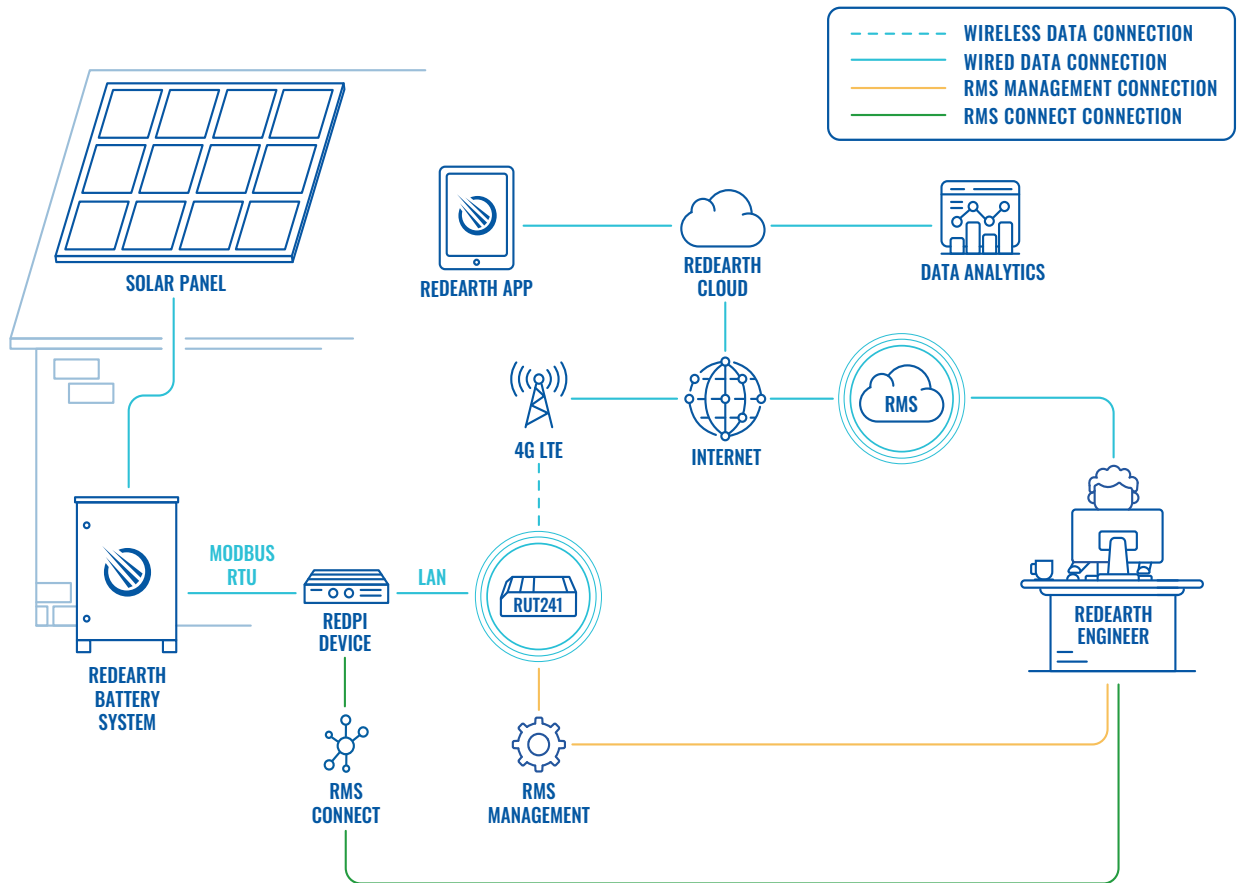 WIRELESS DATA CONNECTION
WIRED DATA CONNECTION
RMS MANAGEMENT CONNECTION
RMS CONNECT CONNECTION
SOLAR PANEL
REDEARTH APP
REDEARTH
CLOUD
DATA ANALYTICS
4G LTE
INTERNET
RMS
MODBUS
RTU
LAN
RUT241
REDPI
DEVICE
REDEARTH
ENGINEER
REDEARTH
BATTERY
SYSTEM
RMS
CONNECT
RMS
MANAGEMENT